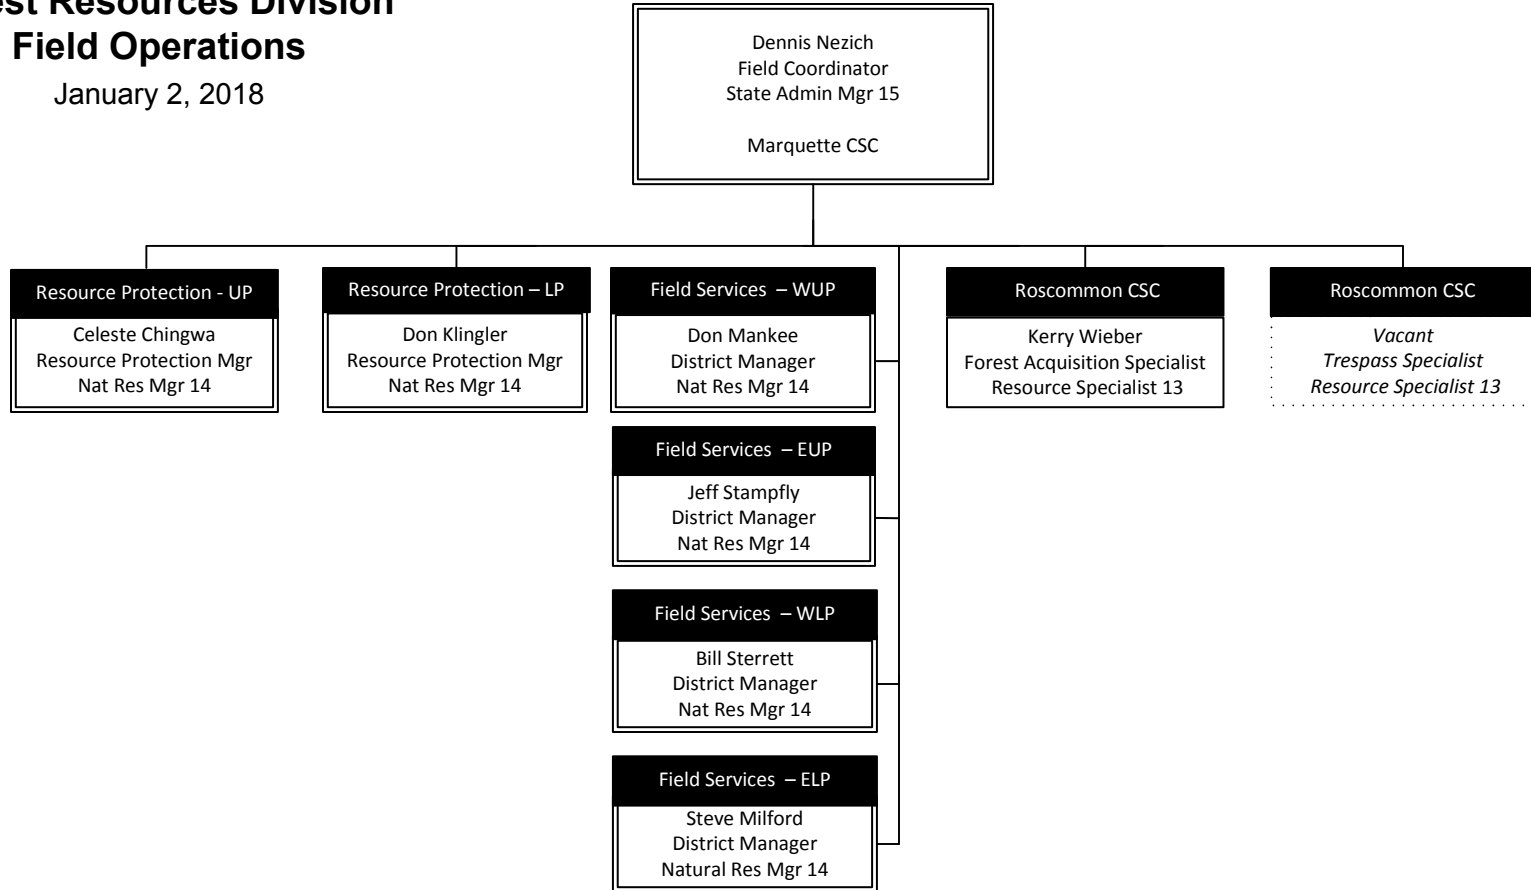 est Resources Division
Field Operations
January 2, 2018
Dennis Nezich
Field Coordinator
State Admin Mgr 15
Marquette CSC
Resource Protection - UP
Celeste Chingwa
Resource Protection Mgr
Nat Res Mgr 14
Resource Protection – LP
Don Klingler
Resource Protection Mgr
Nat Res Mgr 14
Field Services – WUP
Don Mankee
District Manager
Nat Res Mgr 14
Field Services – EUP
Jeff Stampfly
District Manager
Nat Res Mgr 14
Field Services – WLP
Bill Sterrett
District Manager
Nat Res Mgr 14
Field Services – ELP
Steve Milford
District Manager
Natural Res Mgr 14
Roscommon CSC
Kerry Wieber
Forest Acquisition Specialist
Resource Specialist 13
Roscommon CSC
Vacant
Trespass Specialist
Resource Specialist 13